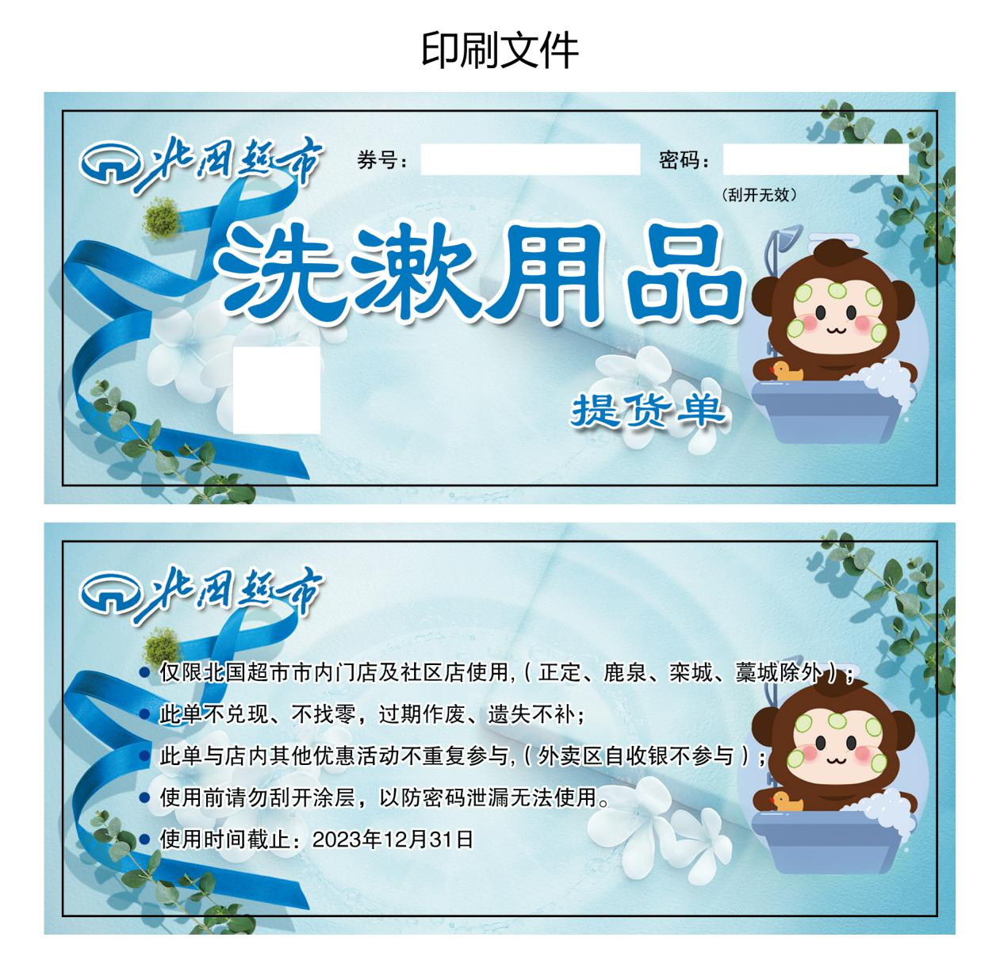 印刷文件
北国超市
券号：
密码：
（刮开无效）
洗漱用品
提货单
北国超市
仅限北国超市市内门店及社区店使用，（正定、鹿泉、栾城、藁城除外）；
此单不兑现、不找零，过期作废、遗失不补；
此单与店内其他优惠活动不重复参与，（外卖区自收银不参与）；
使用前请勿刮开涂层，以防密码泄漏无法使用。
使用时间截止：2023年12月31日